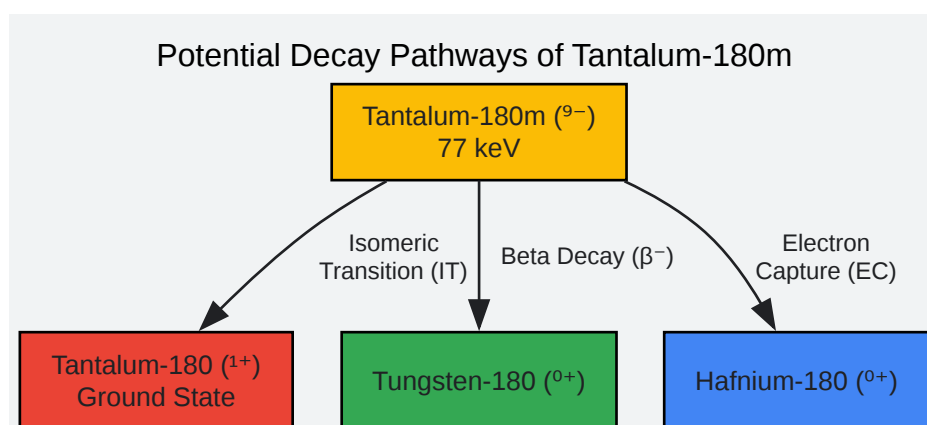 Potential Decay Pathways of Tantalum-180m
Tantalum-180m (⁹⁻)
77 keV
Isomeric
Transition (IT)
Beta Decay (β⁻)
Electron
Capture (EC)
Tantalum-180 (¹⁺)
Ground State
Tungsten-180 (⁰⁺)
Hafnium-180 (⁰⁺)